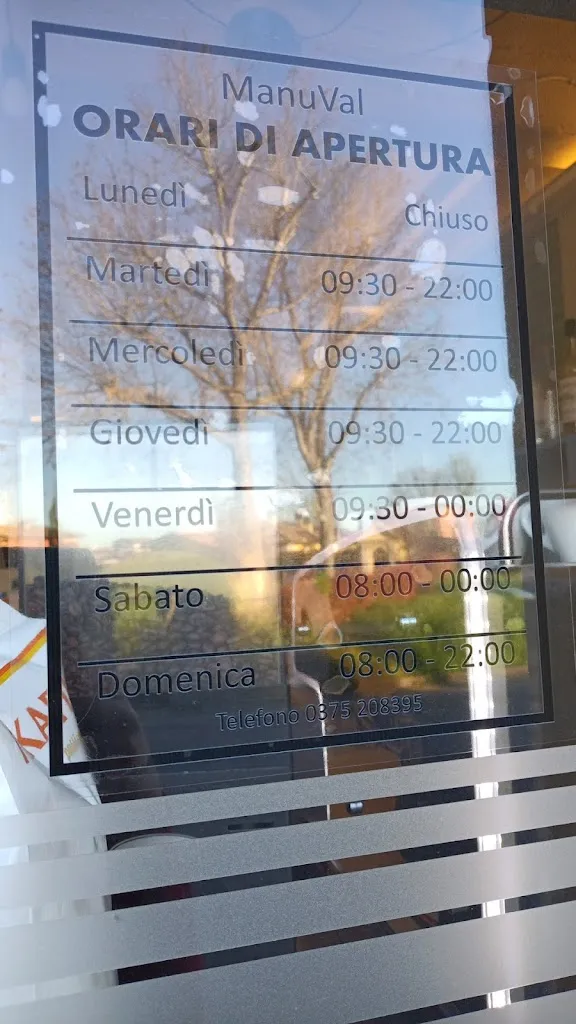 ManuVal
ORARI DI APERTURA
Lunedì Chiuso
Martedì 09:30 - 22:00
Mercoledì 09:30 - 22:00
Giovedì 09:30 - 22:00
Venerdì 09:30 - 00:00
Sabato 08:00 - 00:00
Domenica 08:00 - 22:00
Telefono 0375 208395